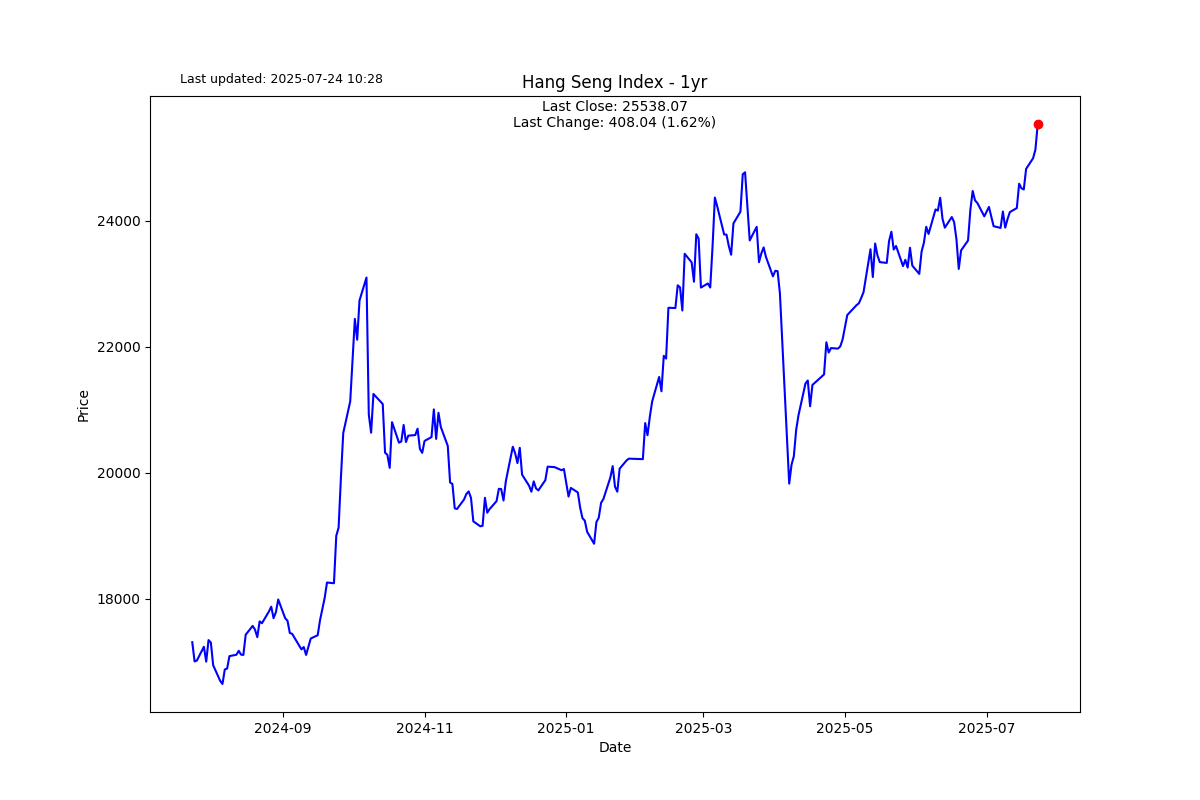 Last updated: 2025-07-24 10:28
Hang Seng Index - 1yr
Last Close: 25538.07
Last Change: 408.04 (1.62%)
Price
24000
22000
20000
18000
2024-09
2024-11
2025-01
2025-03
2025-05
2025-07
Date